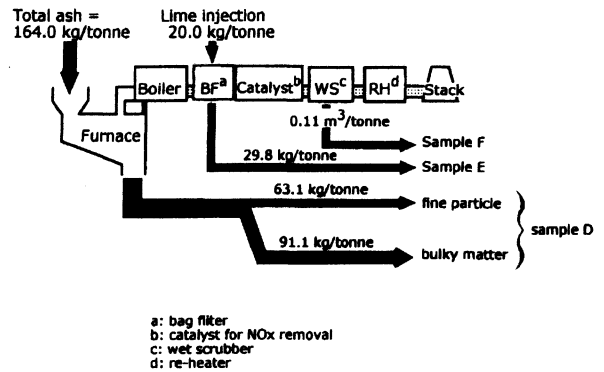 Total ash =
164.0 kg/tonne
Lime injection
20.0 kg/tonne
Boiler
BFa
Catalystb
WSc
RHd
Stack
Furnace
0.11 m3/tonne
Sample F
29.8 kg/tonne
Sample E
63.1 kg/tonne
fine particle
sample D
91.1 kg/tonne
bulky matter
a: bag filter
b: catalyst for NOx removal
c: wet scrubber
d: re-heater